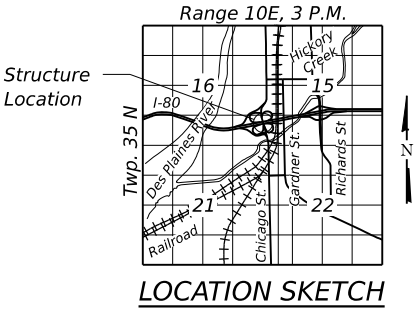 Range 10E, 3 P.M.
Hickory
Creek
Structure
Location
16
15
I-80
Twp. 35 N
Des Plaines River
Richards St
Gardner St.
N
21
22
Chicago St.
Railroad
LOCATION SKETCH